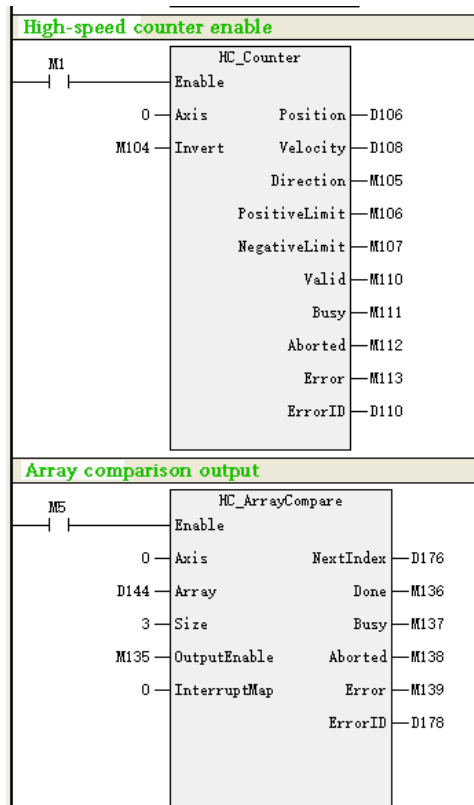 High-speed counter enable
M1
HC_Counter
Enable
0 Axis Position D106
M104 Invert Velocity D108
Direction M105
PositiveLimit M106
NegativeLimit M107
Valid M110
Busy M111
Aborted M112
Error M113
ErrorID D110
Array comparison output
M5
HC_ArrayCompare
Enable
0 Axis NextIndex D176
D144 Array Done M136
3 Size Busy M137
M135 OutputEnable Aborted M138
0 InterruptMap Error M139
ErrorID D178